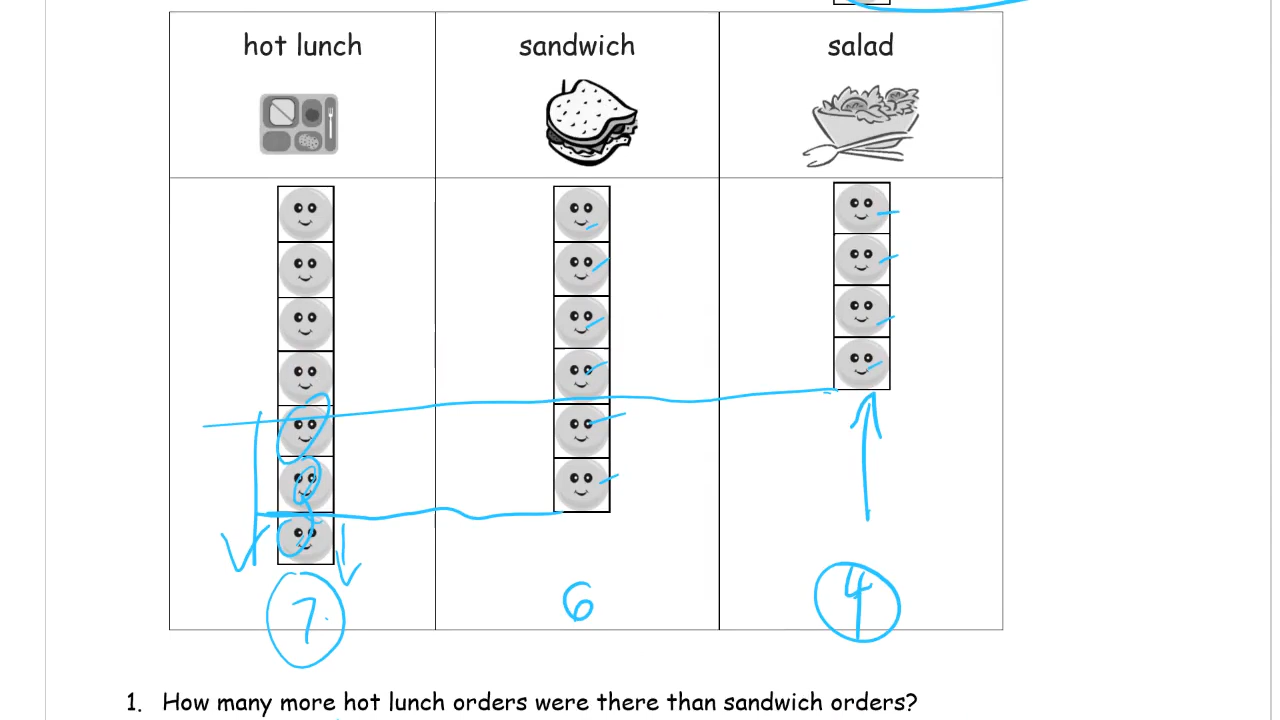 hot lunch sandwich salad
7 6 4
1. How many more hot lunch orders were there than sandwich orders?